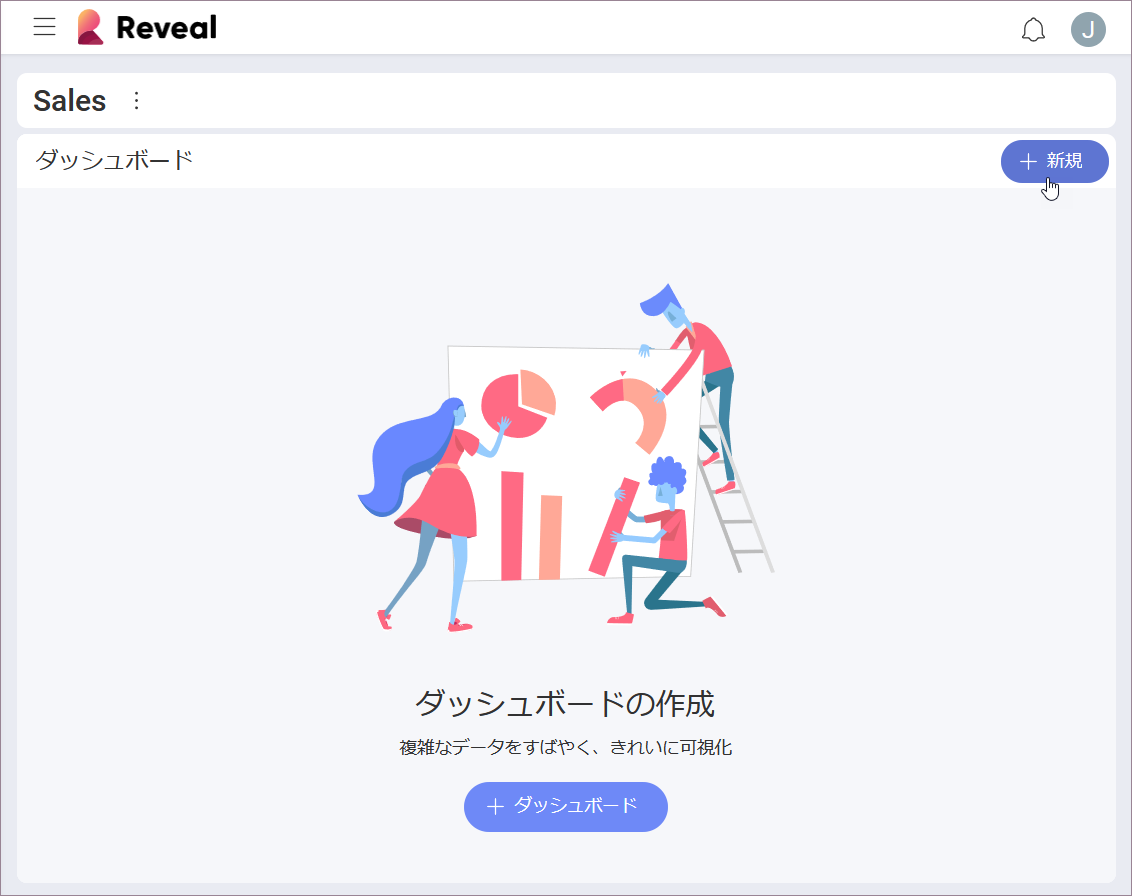 Reveal
J
Sales
ダッシュボード
新規
ダッシュボードの作成
複雑なデータをすばやく、きれいに可視化
ダッシュボード